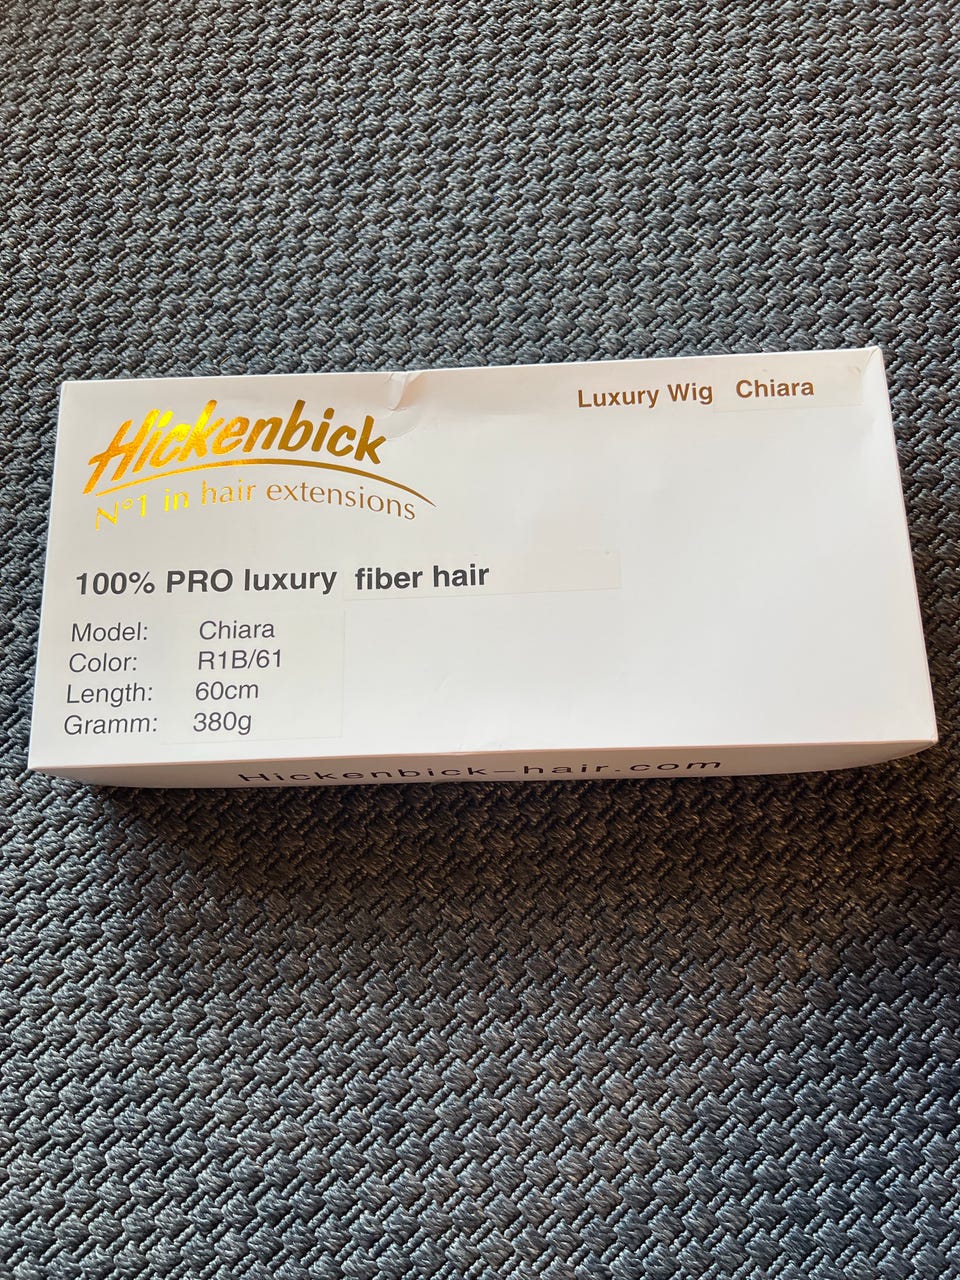 Hickenbick
N°1 in hair extensions
Luxury Wig Chiara
100% PRO luxury fiber hair
Model: Chiara
Color: R1B/61
Length: 60cm
Gramm: 380g
Hickenbick-hair.com